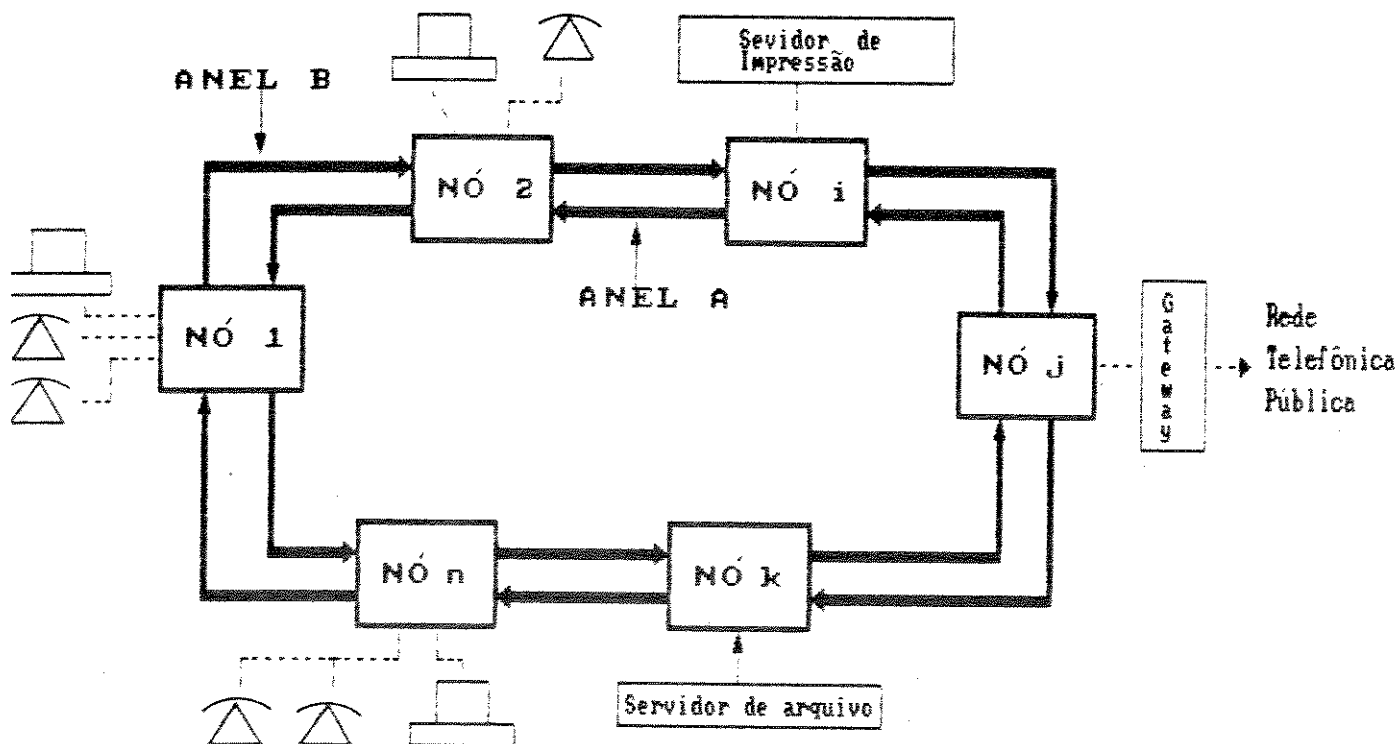 Sevidor de
Impressão
ANEL B
NÓ 2
NÓ i
ANEL A
NÓ 1
NÓ j
Gateway
Rede
Telefônica
Pública
NÓ n
NÓ k
Servidor de arquivo